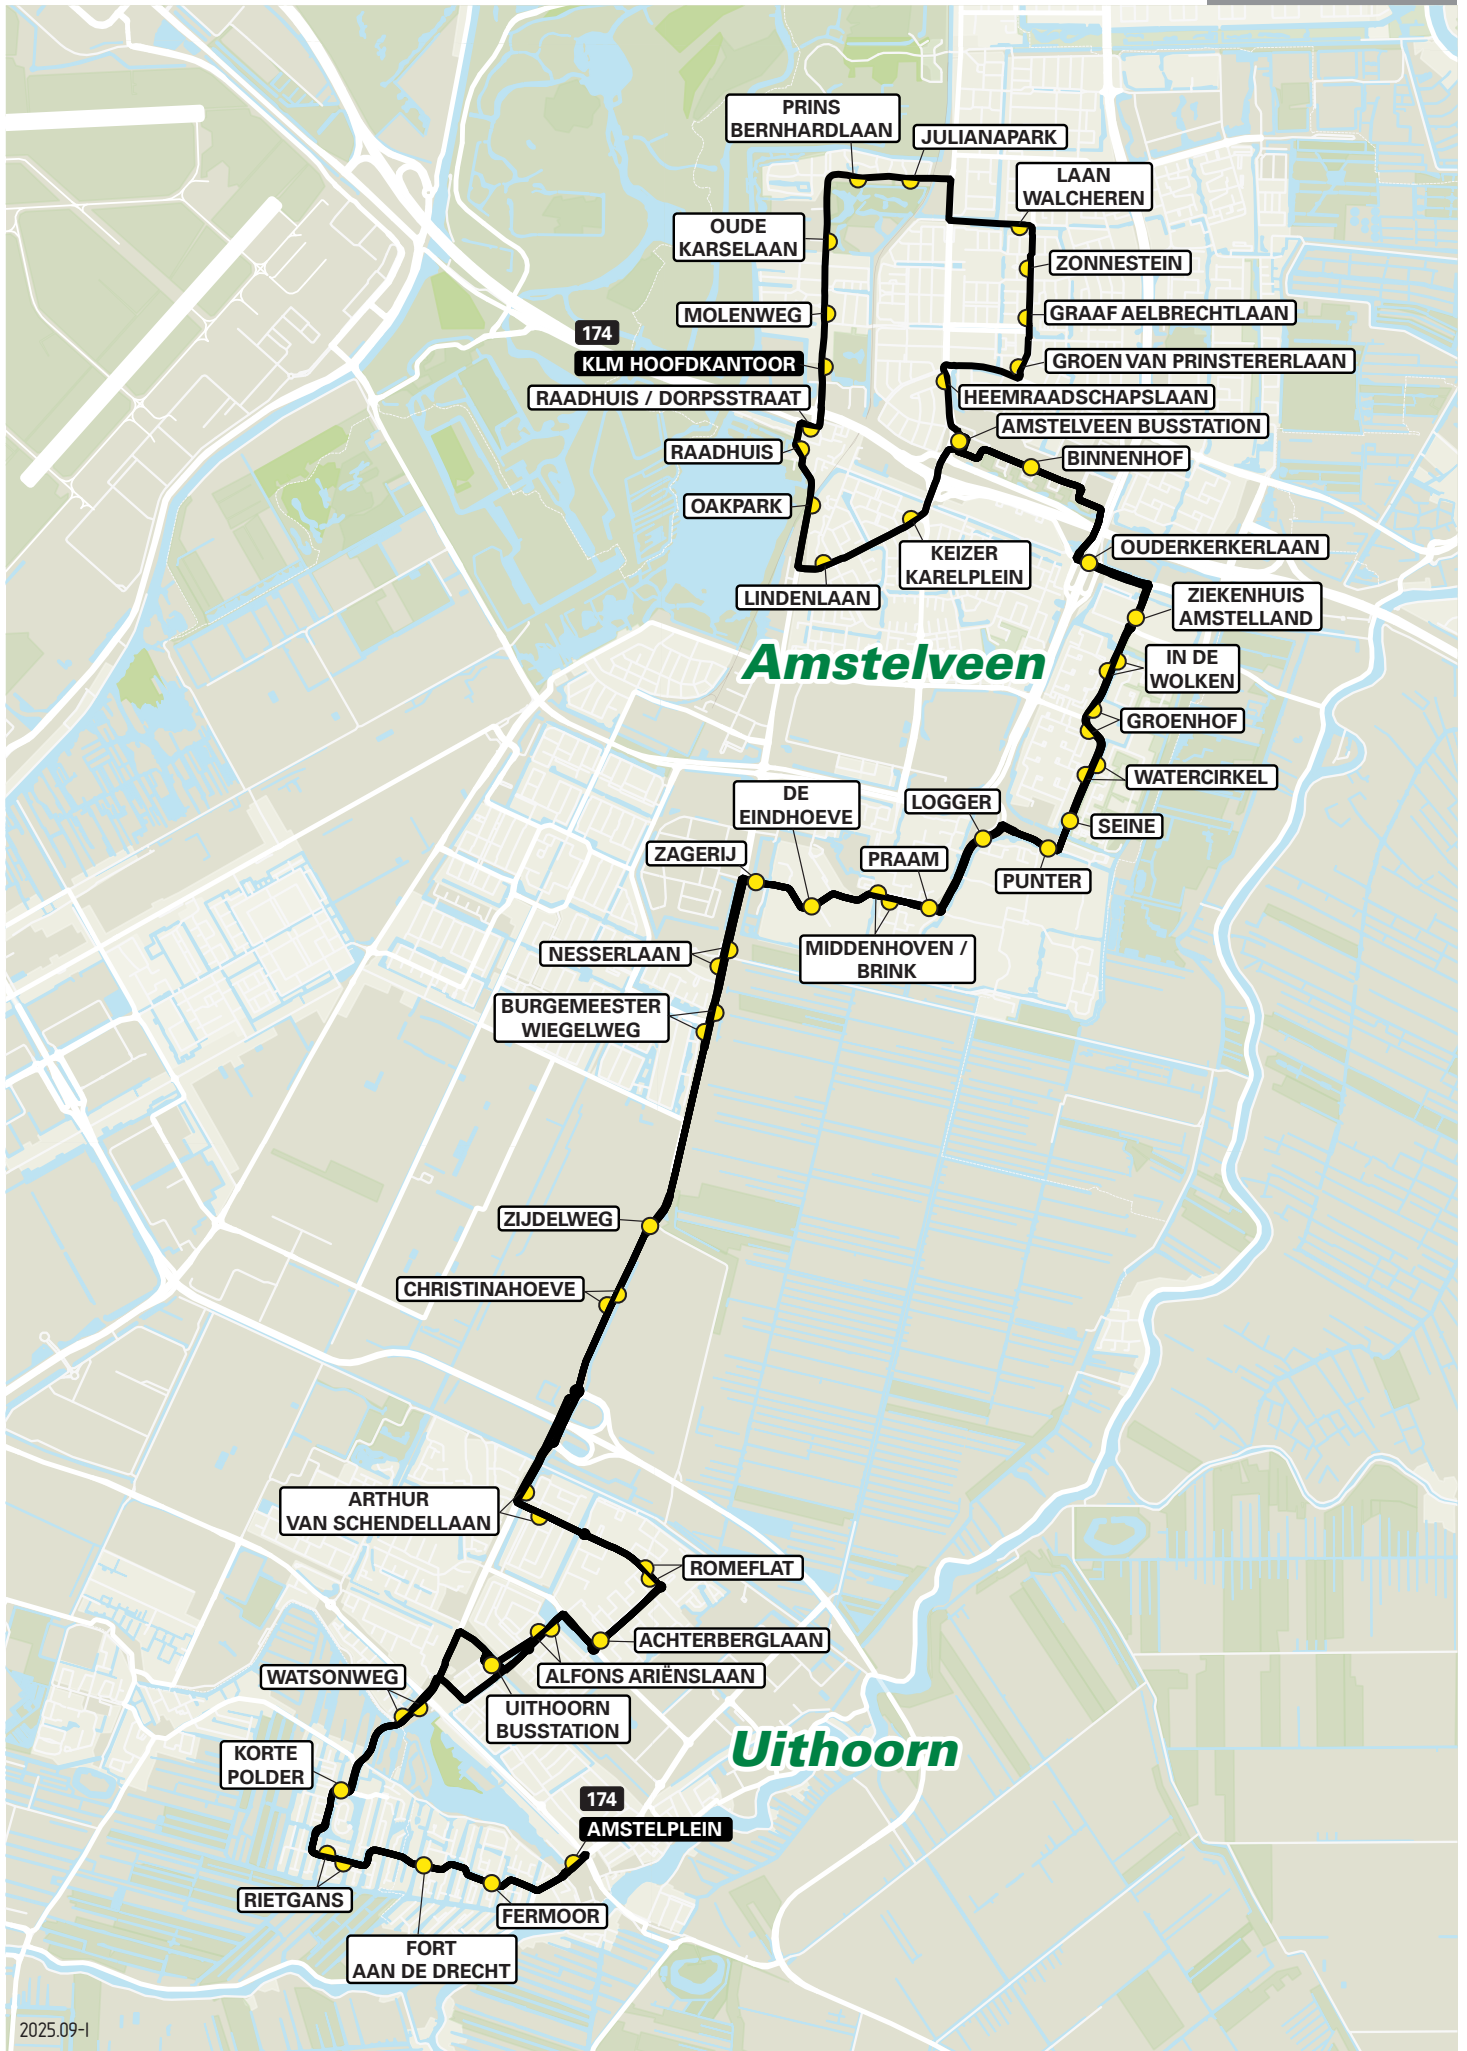 PRINS
BERNHARDLAAN
JULIANAPARK
LAAN
WALCHEREN
OUDE
KARSELAAN
ZONNESTEIN
MOLENWEG
GRAAF AELBRECHTLAAN
174
KLM HOOFDKANTOOR
GROEN VAN PRINSTERERLAAN
RAADHUIS / DORPSSTRAAT
HEEMRAADSCHAPSLAAN
AMSTELVEEN BUSSTATION
RAADHUIS
BINNENHOF
OAKPARK
KEIZER
KARELPLEIN
OUDERKERKERLAAN
LINDENLAAN
ZIEKENHUIS
AMSTELLAND
Amstelveen
IN DE
WOLKEN
GROENHOF
WATERCIRKEL
DE
EINDHOEVE
LOGGER
SEINE
ZAGERIJ
PRAAM
PUNTER
NESSERLAAN
MIDDENHOVEN /
BRINK
BURGEMEESTER
WIEGELWEG
ZIJDELWEG
CHRISTINAHOEVE
ARTHUR
VAN SCHENDELLAAN
ROMEFLAT
ACHTERBERGLAAN
WATSONWEG
ALFONS ARIËNSLAAN
UITHOORN
BUSSTATION
Uithoorn
KORTE
POLDER
174
AMSTELPLEIN
RIETGANS
FERMOOR
FORT
AAN DE DRECHT
2025.09-I